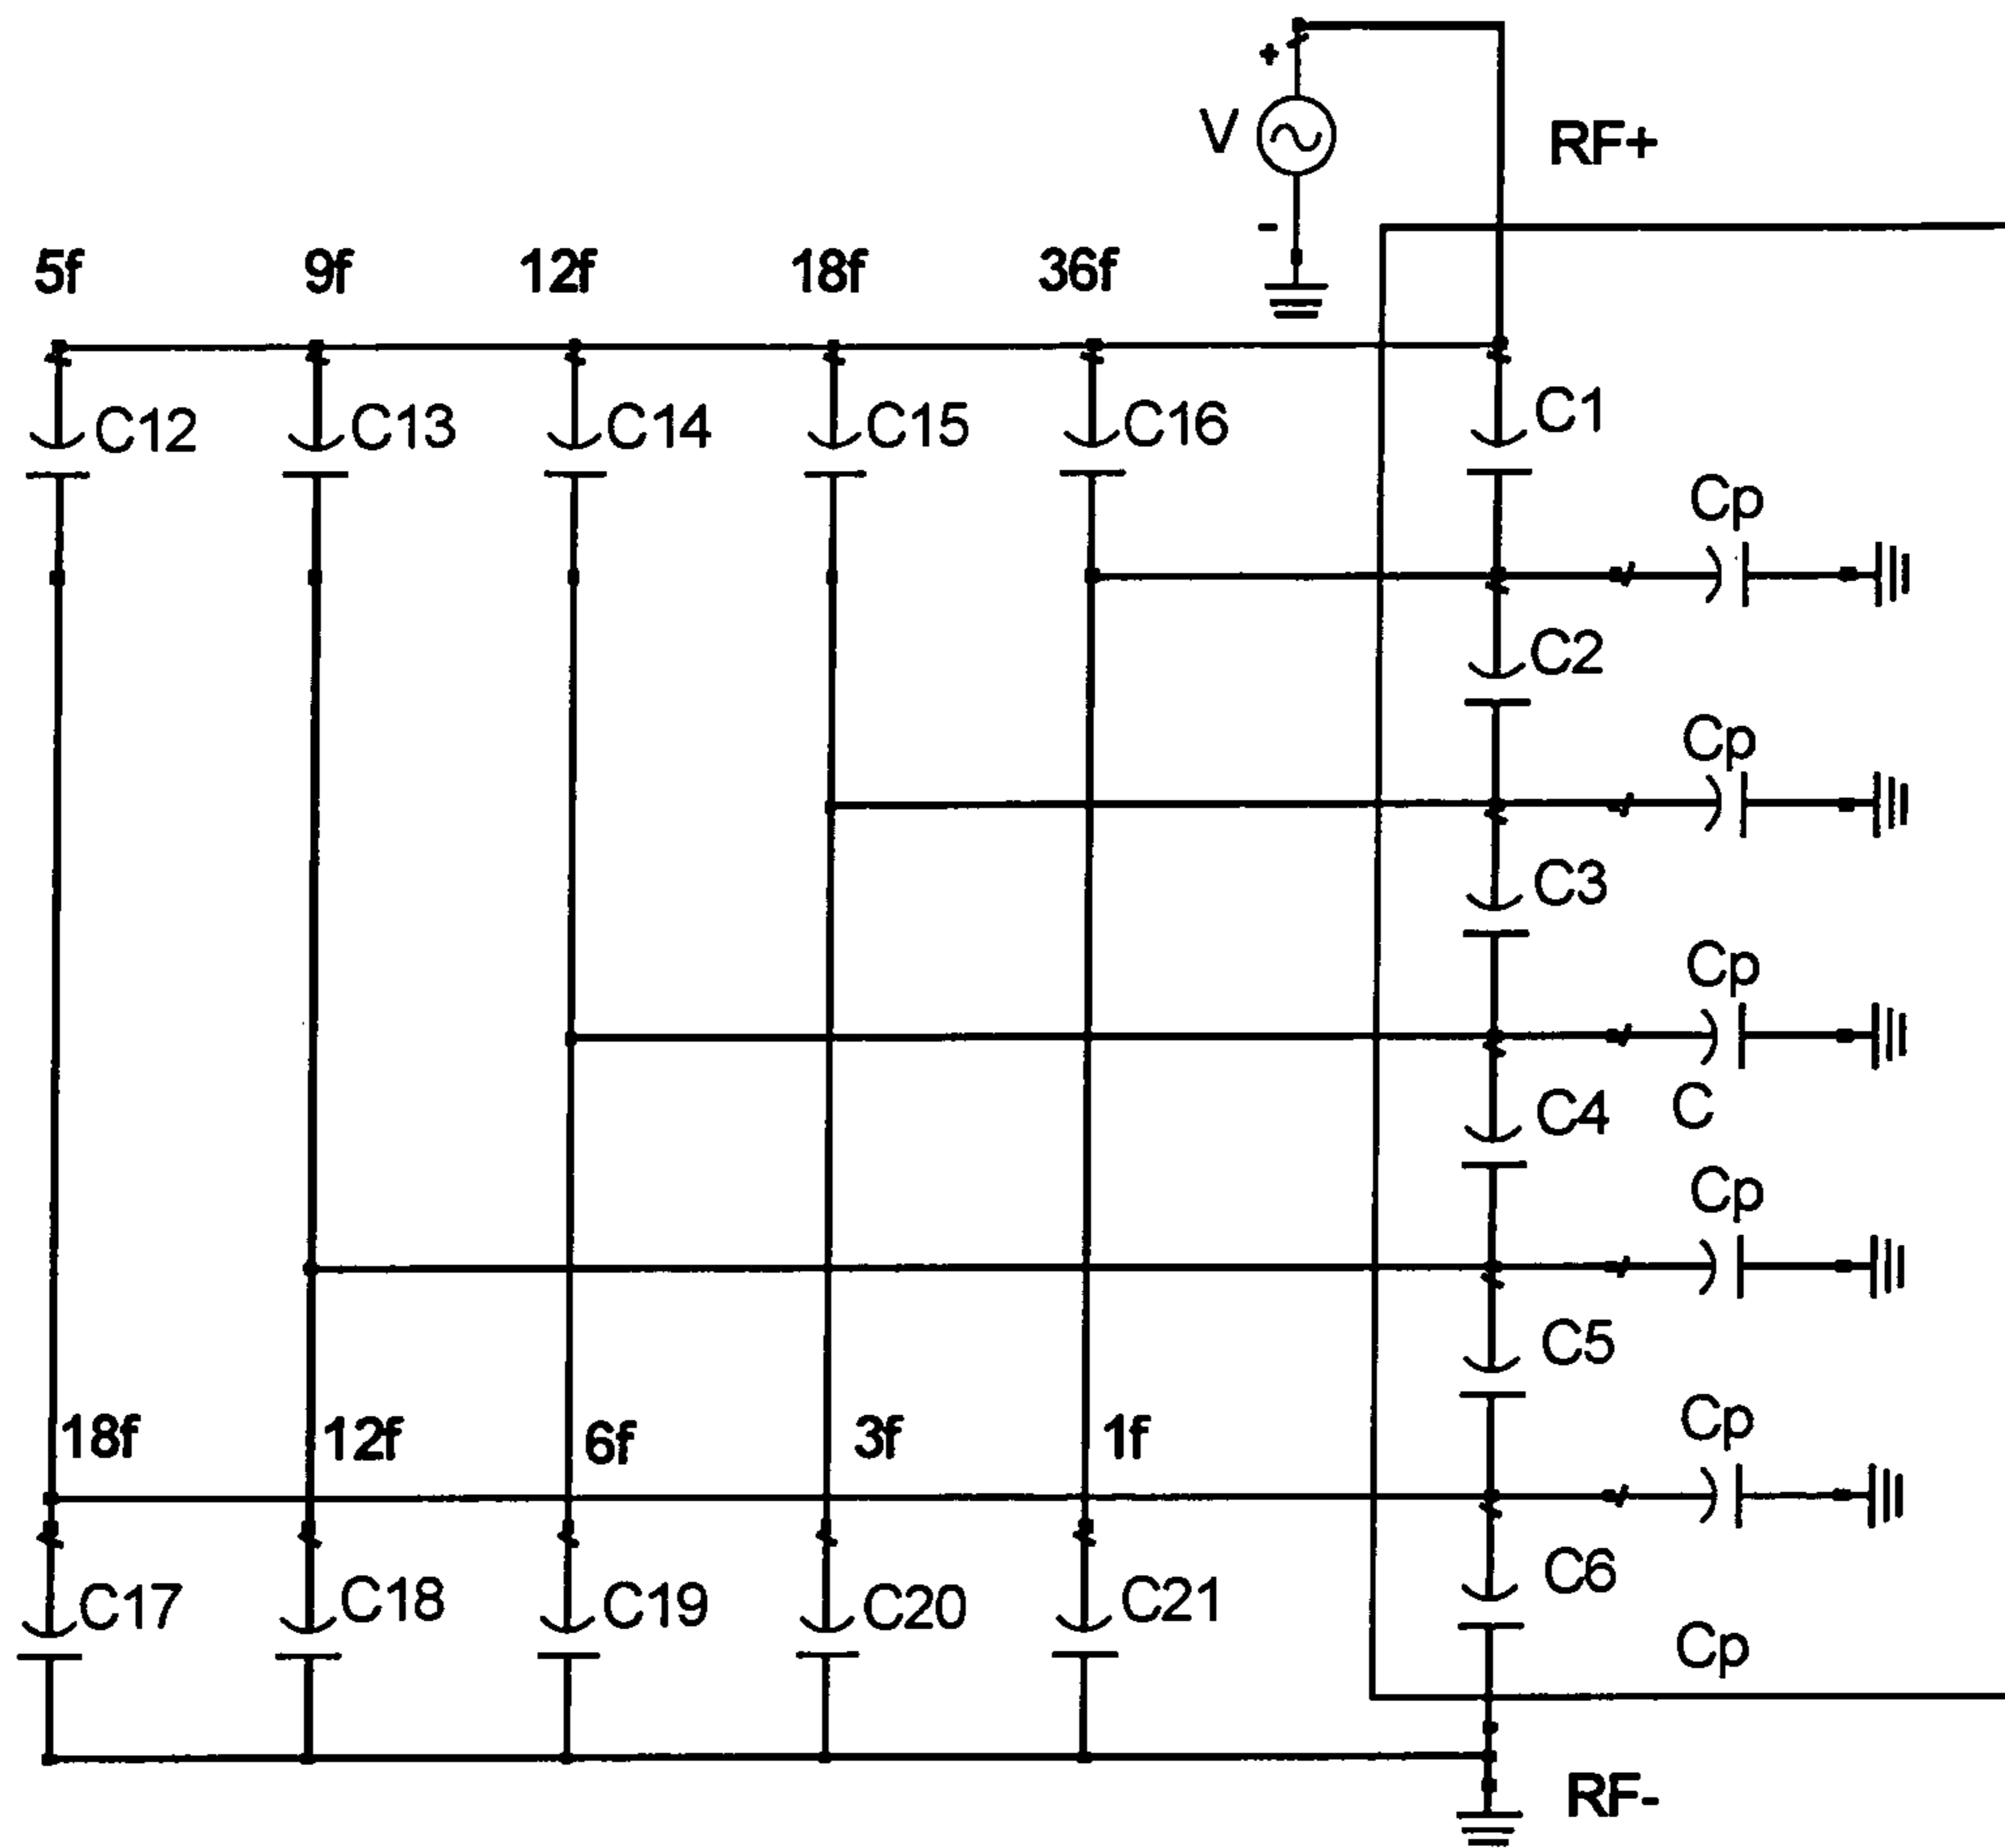 +
V
RF+
-
5f 9f 12f 18f 36f
C12 C13 C14 C15 C16 C1
Cp
C2
Cp
C3
Cp
C4 C
Cp
C5
18f 12f 6f 3f 1f Cp
C17 C18 C19 C20 C21 C6
Cp
RF-